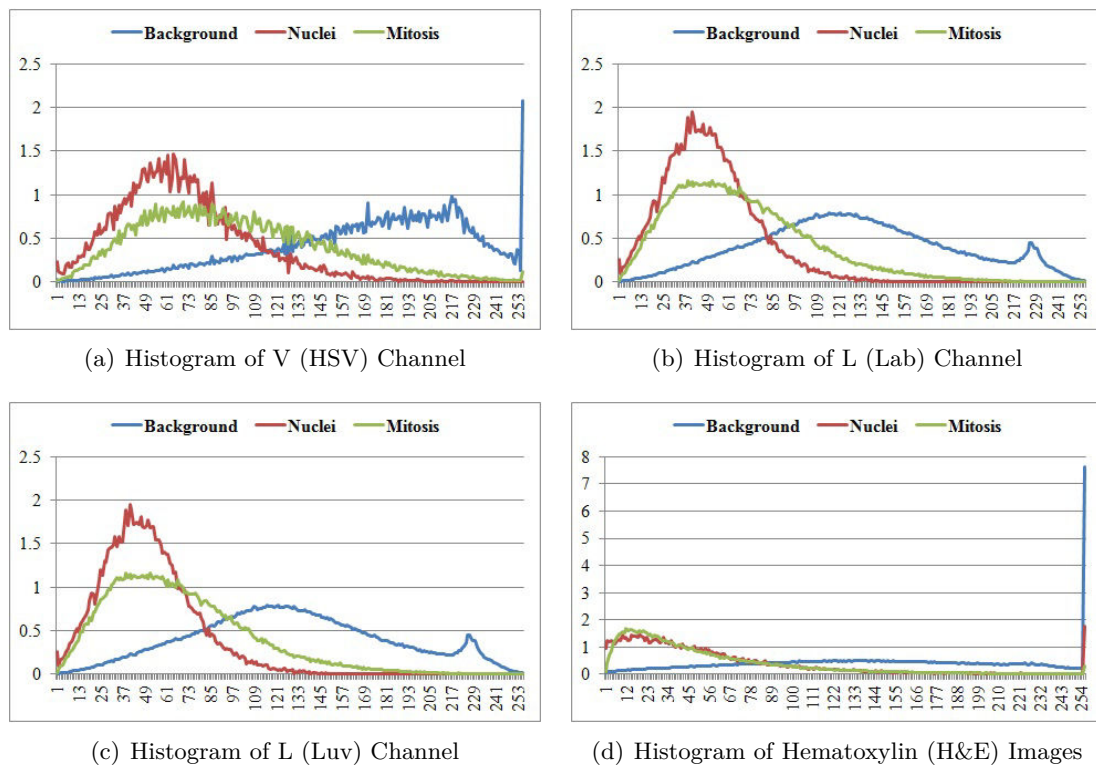 Background Nuclei Mitosis
2.5
2
1.5
1
0.5
0
1 13 25 37 49 61 73 85 97 109 121 133 145 157 169 181 193 205 217 229 241 253
(a) Histogram of V (HSV) Channel
Background Nuclei Mitosis
2.5
2
1.5
1
0.5
0
1 13 25 37 49 61 73 85 97 109 121 133 145 157 169 181 193 205 217 229 241 253
(b) Histogram of L (Lab) Channel
Background Nuclei Mitosis
2.5
2
1.5
1
0.5
0
1 13 25 37 49 61 73 85 97 109 121 133 145 157 169 181 193 205 217 229 241 253
(c) Histogram of L (Luv) Channel
Background Nuclei Mitosis
8
7
6
5
4
3
2
1
0
1 12 23 34 45 56 67 78 89 100 111 122 133 144 155 166 177 188 199 210 221 232 243 254
(d) Histogram of Hematoxylin (H&E) Images